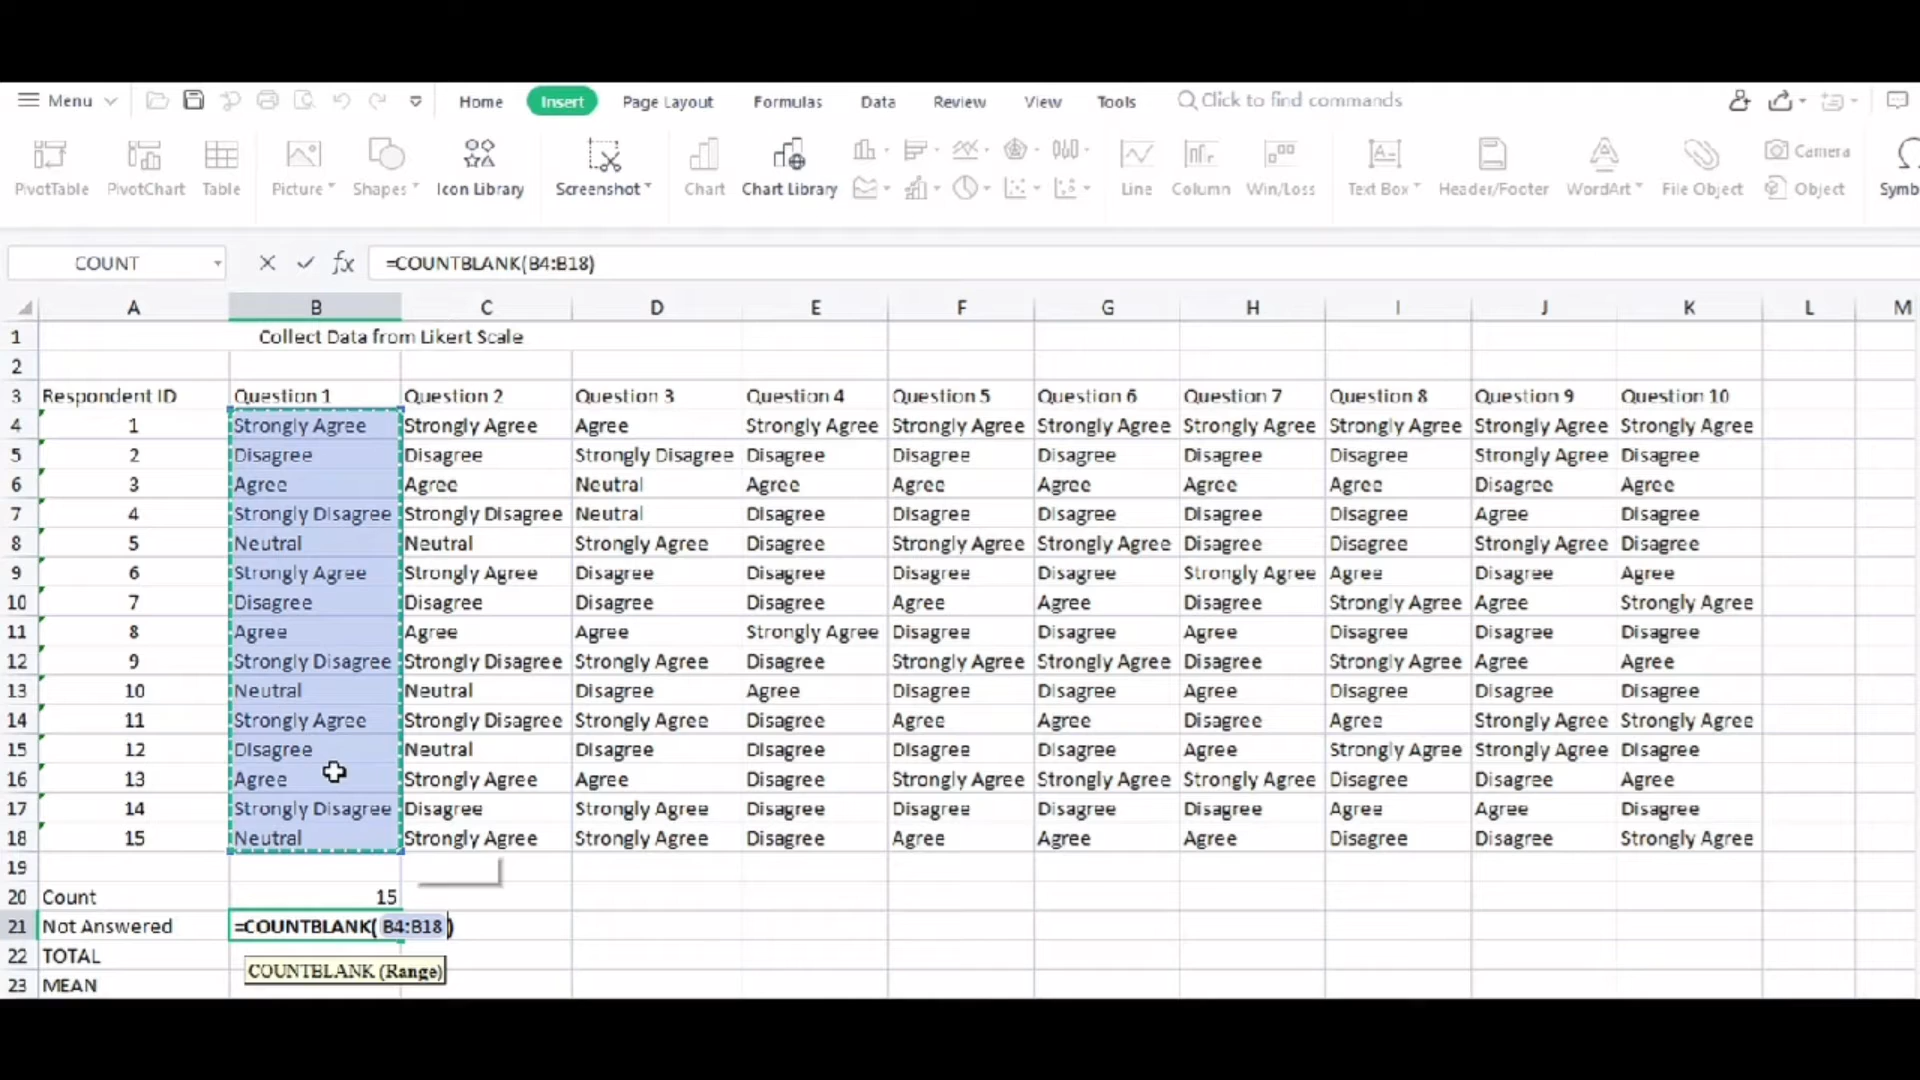 Menu Home Insert Page Layout Formulas Data Review View Tools Click to find commands
PivotTable PivotChart Table Picture Shapes Icon Library Screenshot Chart Chart Library Line Column Win/Loss Text Box Header/Footer WordArt File Object Camera Object Symb
COUNT fx =COUNTBLANK(B4:B18)
A B C D E F G H I J K L M
1 Collect Data from Likert Scale
2
3 Respondent ID Question 1 Question 2 Question 3 Question 4 Question 5 Question 6 Question 7 Question 8 Question 9 Question 10
4 1 Strongly Agree Strongly Agree Agree Strongly Agree Strongly Agree Strongly Agree Strongly Agree Strongly Agree Strongly Agree Strongly Agree
5 2 Disagree Disagree Strongly Disagree Disagree Disagree Disagree Disagree Disagree Strongly Agree Disagree
6 3 Agree Agree Neutral Agree Agree Agree Agree Agree Disagree Agree
7 4 Strongly Disagree Strongly Disagree Neutral Disagree Disagree Disagree Disagree Disagree Agree Disagree
8 5 Neutral Neutral Strongly Agree Disagree Strongly Agree Strongly Agree Disagree Disagree Strongly Agree Disagree
9 6 Strongly Agree Strongly Agree Disagree Disagree Disagree Disagree Strongly Agree Agree Disagree Agree
10 7 Disagree Disagree Disagree Disagree Agree Agree Disagree Strongly Agree Agree Strongly Agree
11 8 Agree Agree Agree Strongly Agree Disagree Disagree Agree Disagree Disagree Disagree
12 9 Strongly Disagree Strongly Disagree Strongly Agree Disagree Strongly Agree Strongly Agree Disagree Strongly Agree Agree Agree
13 10 Neutral Neutral Disagree Agree Disagree Disagree Agree Disagree Disagree Disagree
14 11 Strongly Agree Strongly Disagree Strongly Agree Disagree Agree Agree Disagree Agree Strongly Agree Strongly Agree
15 12 Disagree Neutral Disagree Disagree Disagree Disagree Agree Strongly Agree Strongly Agree Disagree
16 13 Agree Strongly Agree Agree Disagree Strongly Agree Strongly Agree Strongly Agree Disagree Disagree Agree
17 14 Strongly Disagree Disagree Strongly Agree Disagree Disagree Disagree Disagree Agree Agree Disagree
18 15 Neutral Strongly Agree Strongly Agree Disagree Agree Agree Agree Disagree Disagree Strongly Agree
19
20 Count 15
21 Not Answered =COUNTBLANK( B4:B18 )
22 TOTAL
COUNTBLANK (Range)
23 MEAN